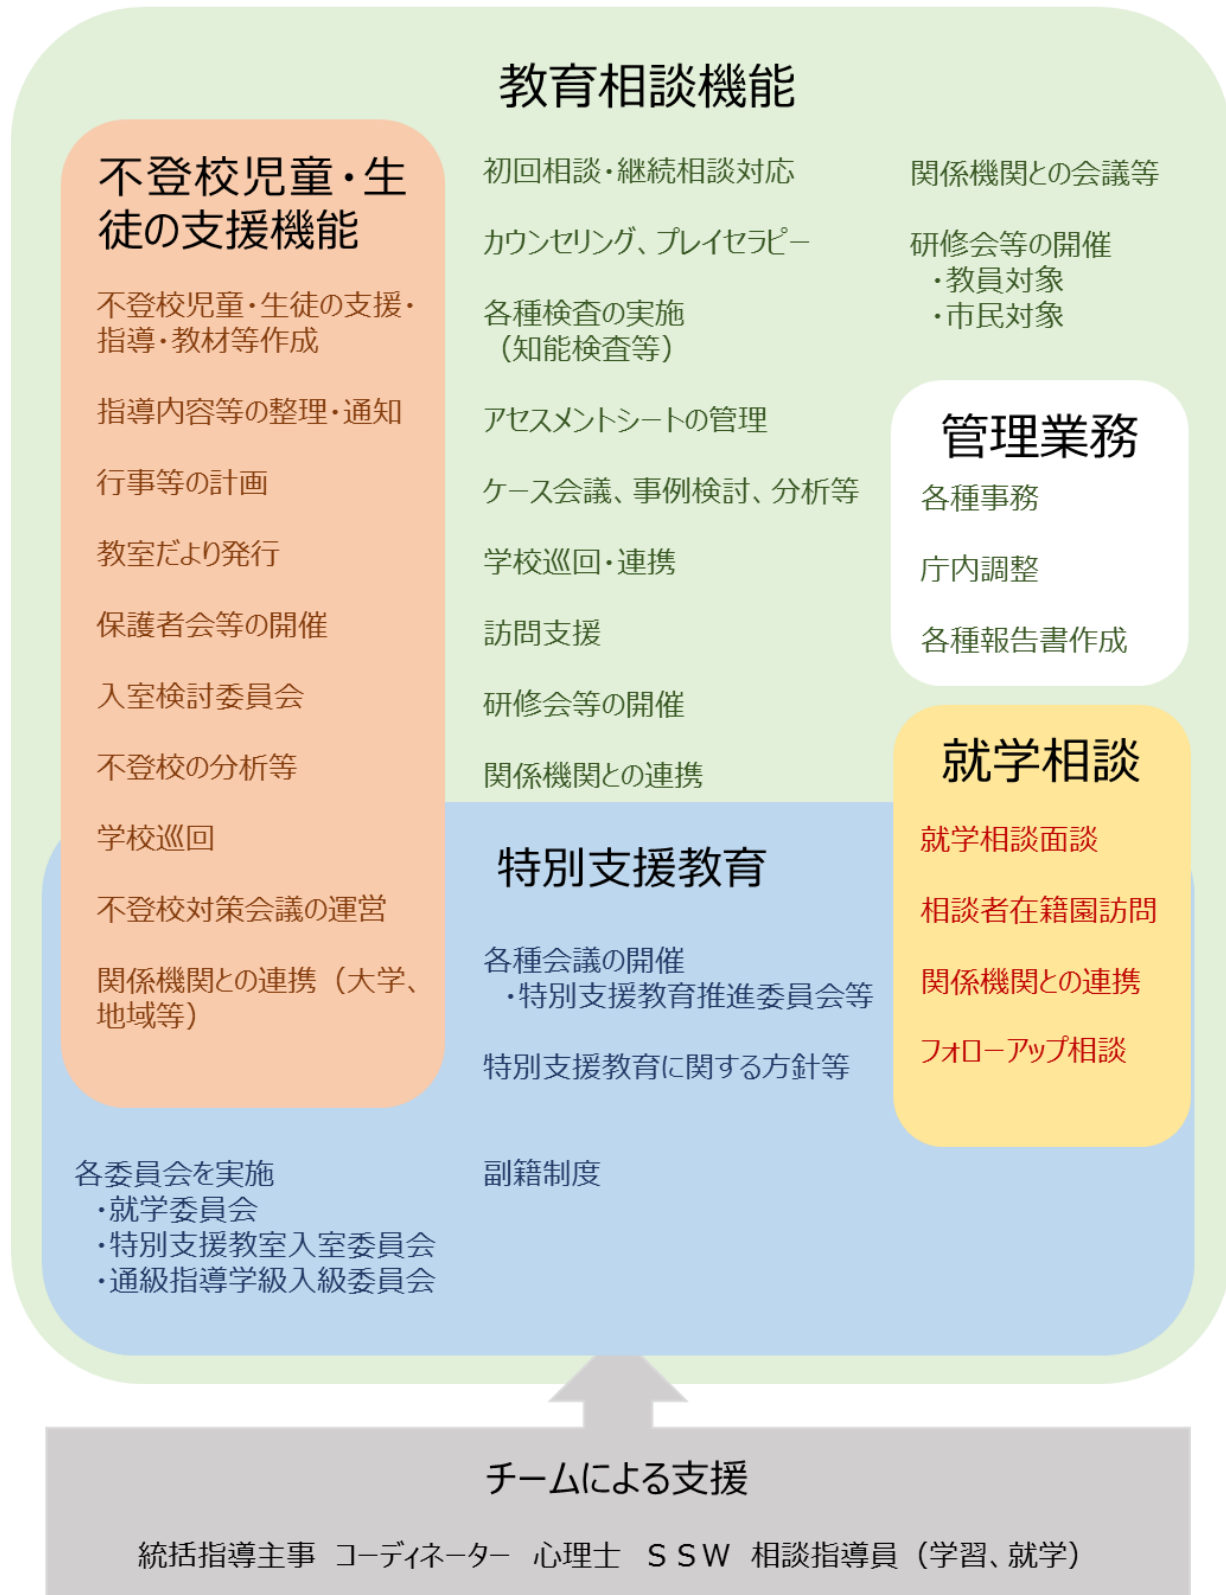 教育相談機能
不登校児童・生
徒の支援機能
不登校児童・生徒の支援・
指導・教材等作成
指導内容等の整理・通知
行事等の計画
教室だより発行
保護者会等の開催
入室検討委員会
不登校の分析等
学校巡回
不登校対策会議の運営
関係機関との連携（大学、
地域等）
初回相談・継続相談対応
カウンセリング、プレイセラピー
各種検査の実施
（知能検査等）
アセスメントシートの管理
ケース会議、事例検討、分析等
学校巡回・連携
訪問支援
研修会等の開催
関係機関との連携
関係機関との会議等
研修会等の開催
・教員対象
・市民対象
管理業務
各種事務
庁内調整
各種報告書作成
就学相談
就学相談面談
相談者在籍園訪問
関係機関との連携
フォローアップ相談
特別支援教育
各種会議の開催
・特別支援教育推進委員会等
特別支援教育に関する方針等
副籍制度
各委員会を実施
・就学委員会
・特別支援教室入室委員会
・通級指導学級入級委員会
チームによる支援
統括指導主事　コーディネーター　心理士　ＳＳＷ　相談指導員（学習、就学）